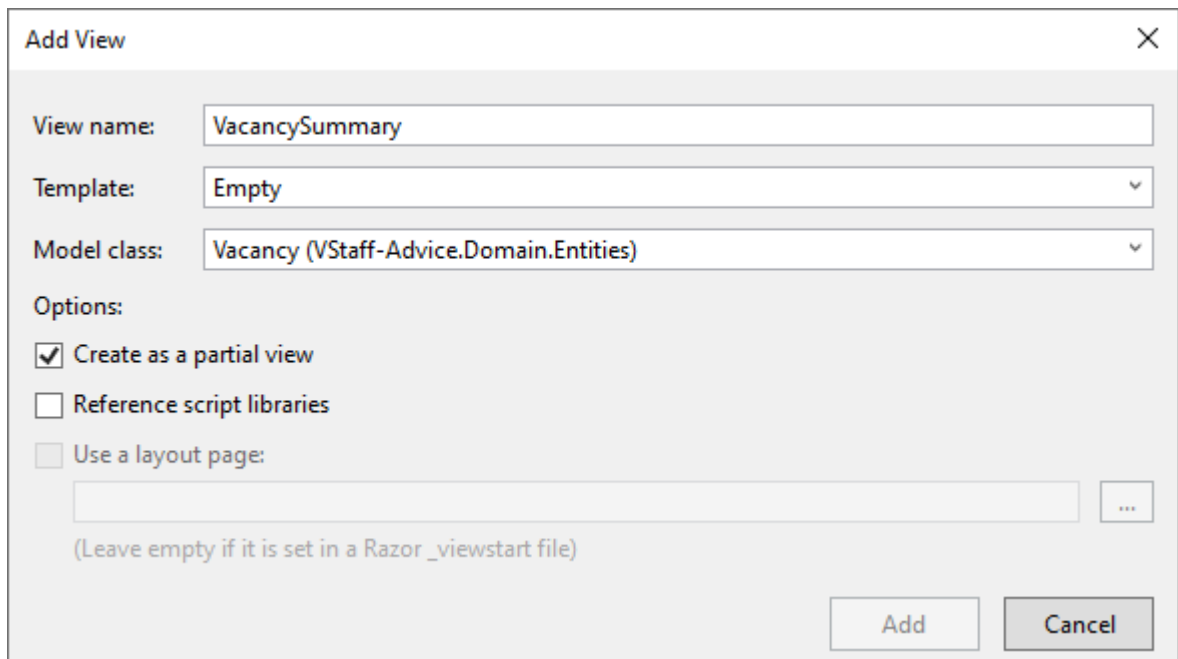 Add View
View name: VacancySummary
Template: Empty
Model class: Vacancy (VStaff-Advice.Domain.Entities)
Options:
Create as a partial view
Reference script libraries
Use a layout page:
...
(Leave empty if it is set in a Razor _viewstart file)
Add Cancel